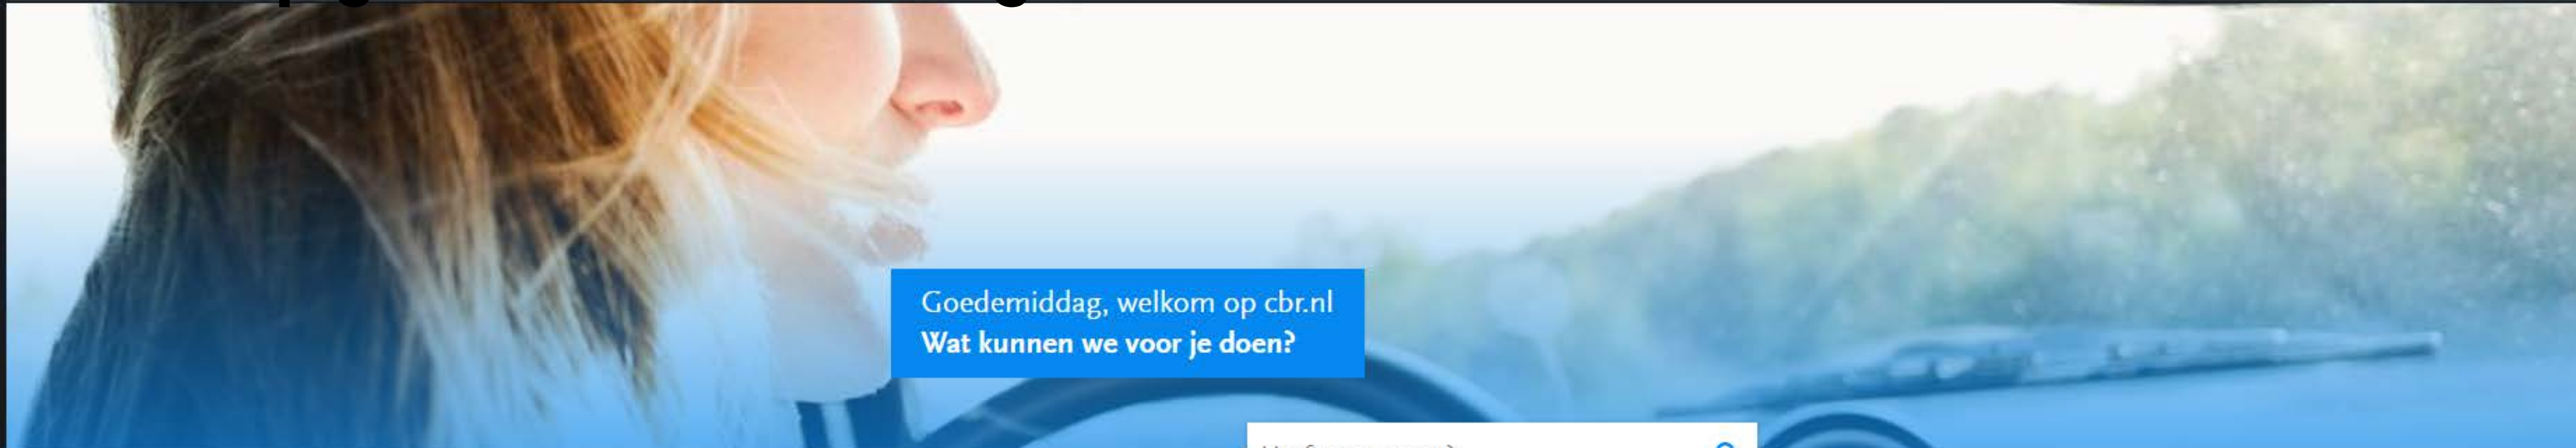 Goedemiddag, welkom op cbr.nl
Wat kunnen we voor je doen?